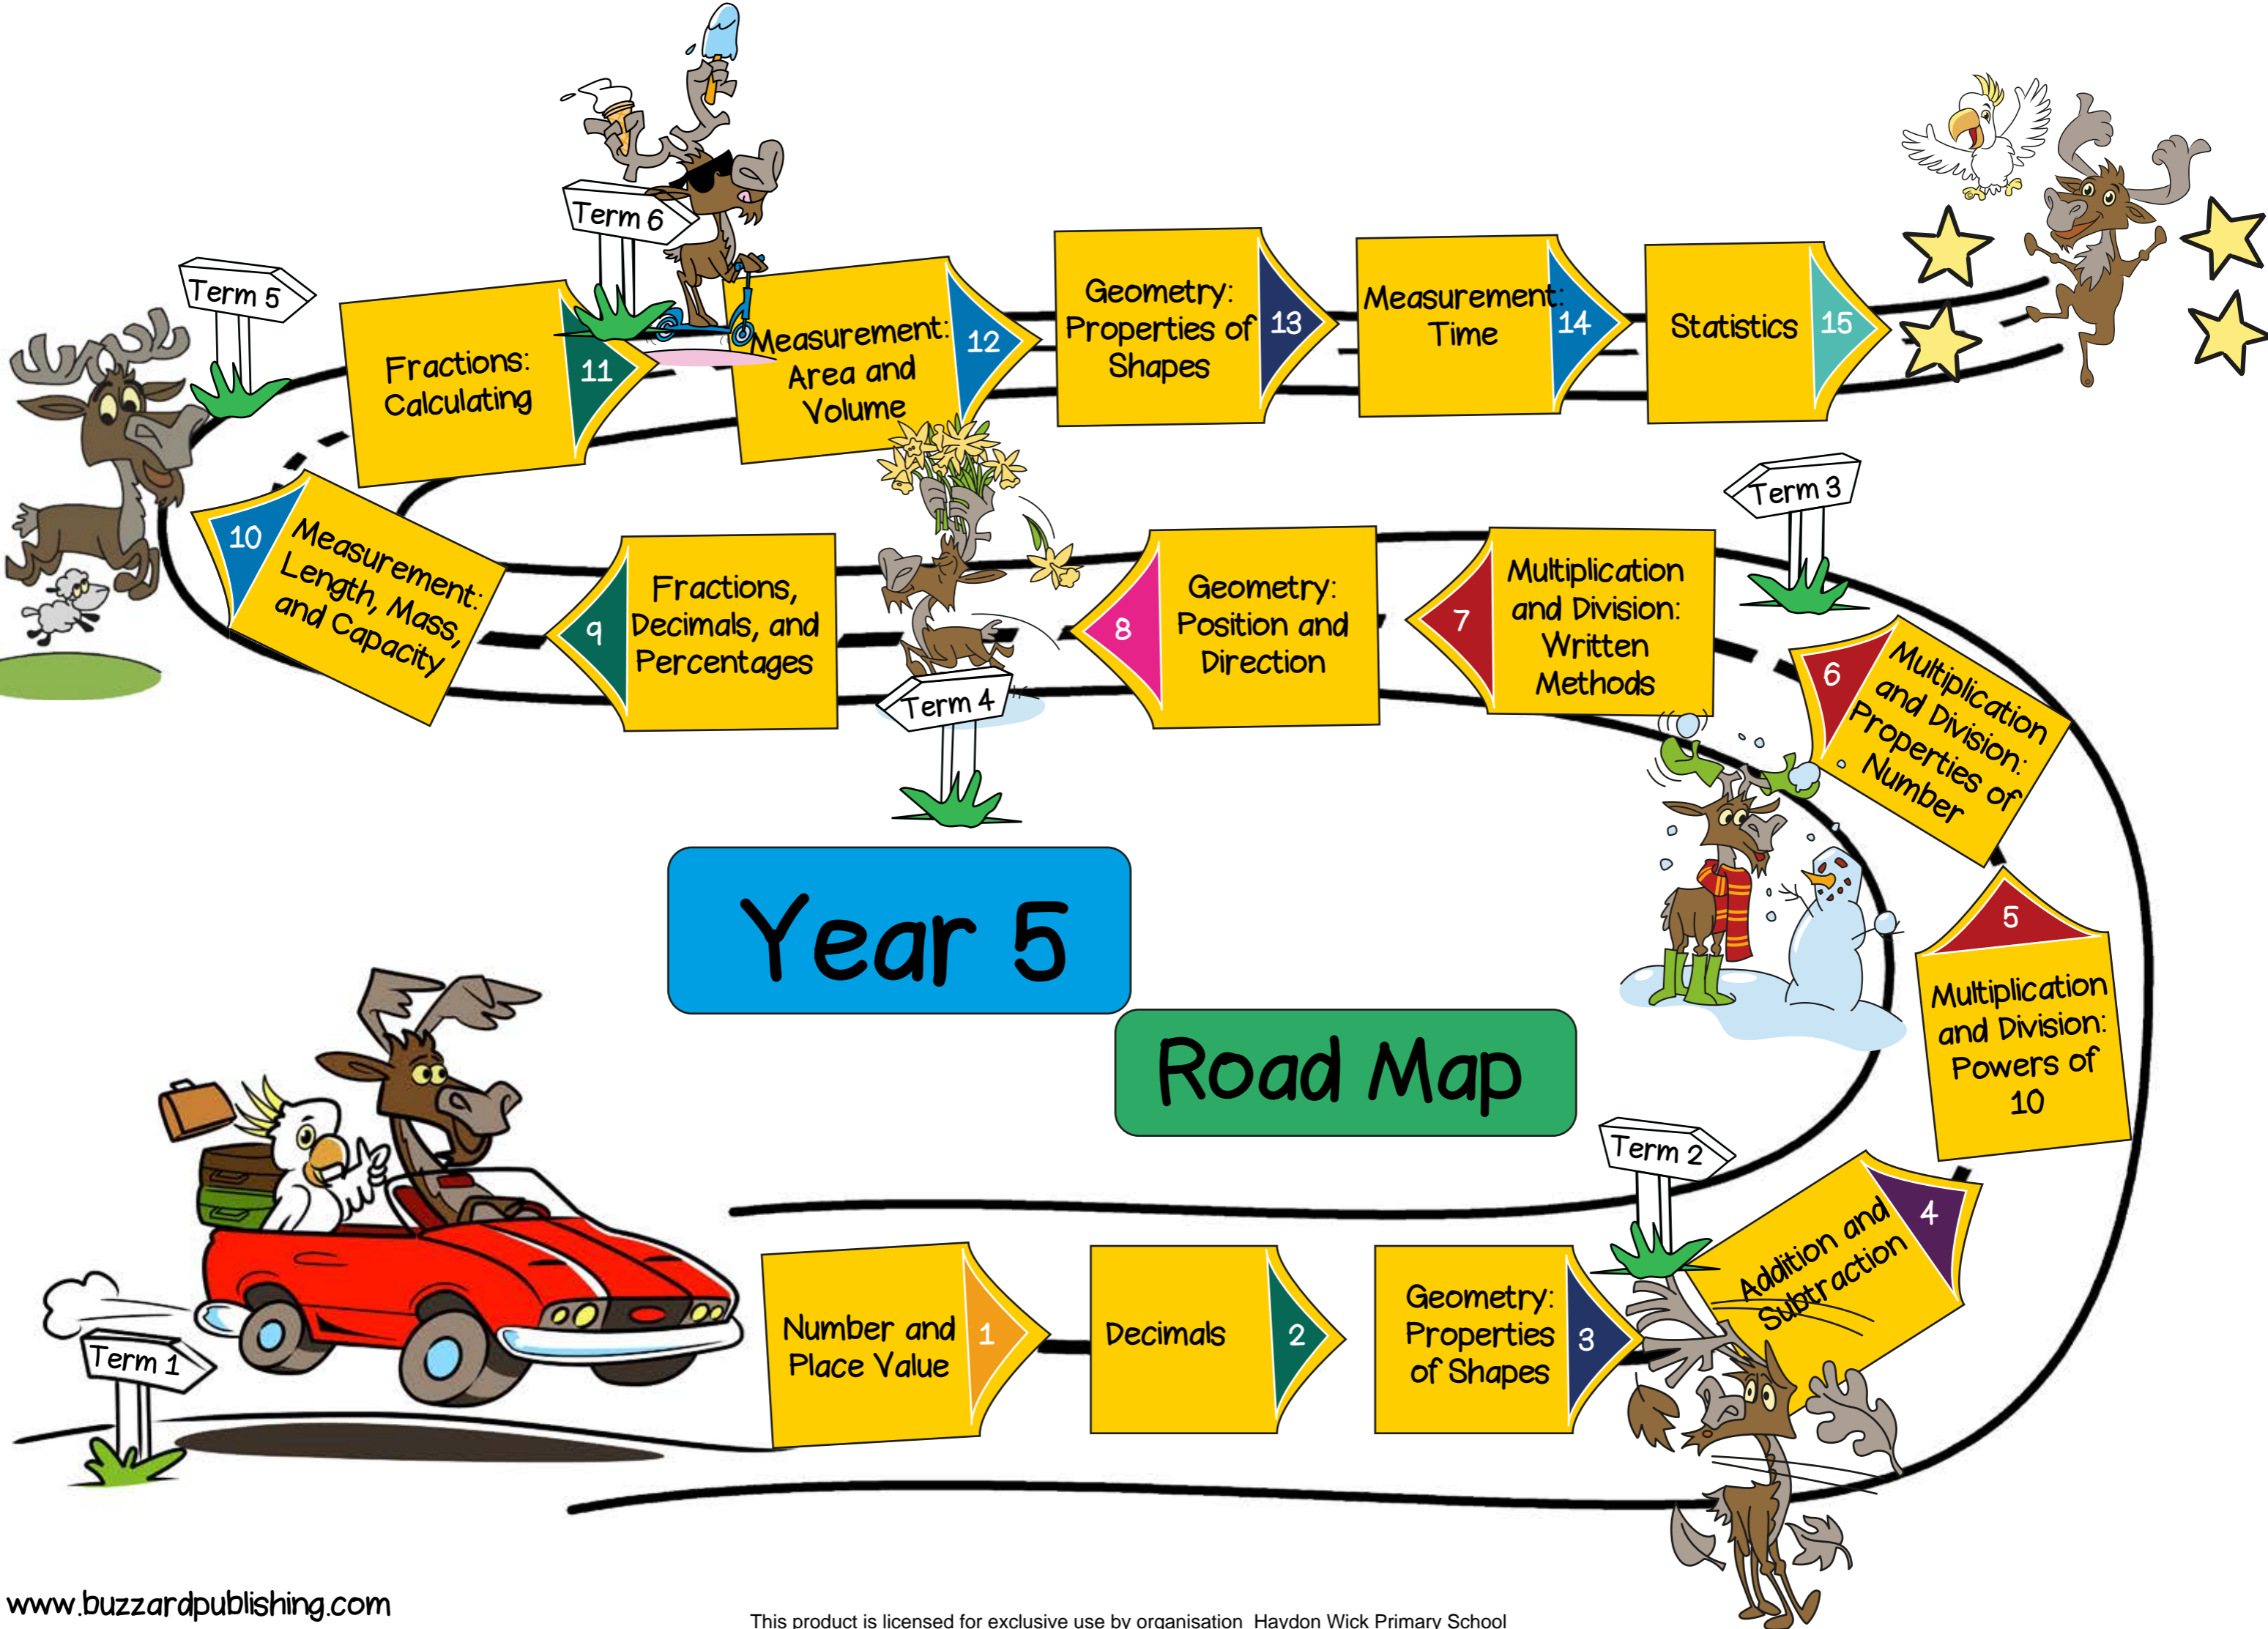 Term 6
Term 5
Fractions:
Calculating
11
Measurement:
Area and
Volume
12
Geometry:
Properties of
Shapes
13
Measurement:
Time
14
Statistics
15
Term 3
10
Measurement:
Length, Mass,
and Capacity
9
Fractions,
Decimals, and
Percentages
Term 4
8
Geometry:
Position and
Direction
7
Multiplication
and Division:
Written
Methods
6
Multiplication
and Division:
Properties of
Number
Year 5
Road Map
5
Multiplication
and Division:
Powers of
10
Term 2
4
Addition and
Subtraction
Term 1
Number and
Place Value
1
Decimals
2
Geometry:
Properties
of Shapes
3
www.buzzardpublishing.com
This product is licensed for exclusive use by organisation Haydon Wick Primary School